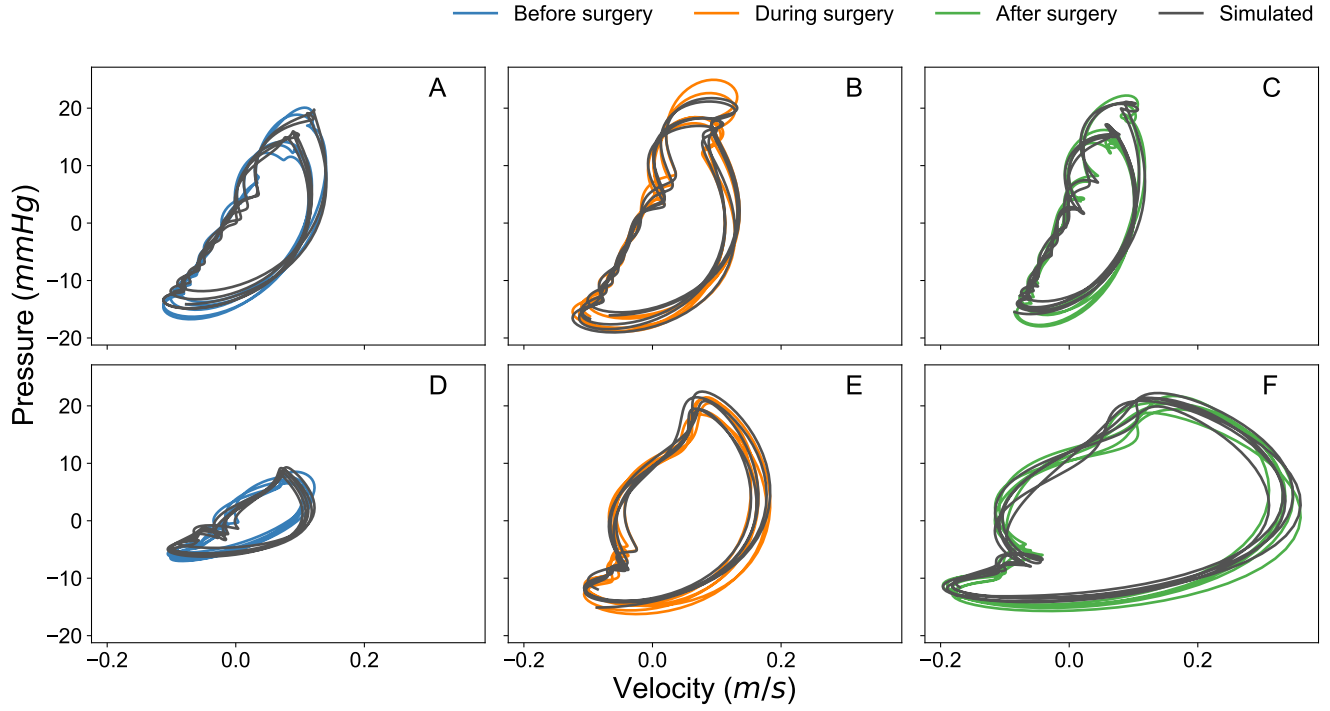 Before surgery During surgery After surgery Simulated
A B C
20
10
0
−10
−20
D E F
20
10
0
−10
−20
−0.2 0.0 0.2 −0.2 0.0 0.2 −0.2 0.0 0.2
Pressure (mmHg)
Velocity (m/s)